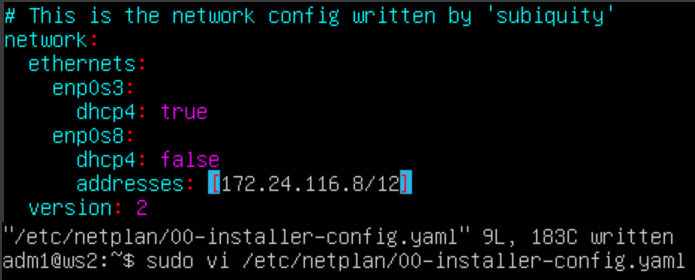 # This is the network config written by 'subiquity'
network:
  ethernets:
    enp0s3:
      dhcp4: true
    enp0s8:
      dhcp4: false
      addresses: [172.24.116.8/12]
  version: 2
"/etc/netplan/00-installer-config.yaml" 9L, 183C written
adm1@ws2:~$ sudo vi /etc/netplan/00-installer-config.yaml